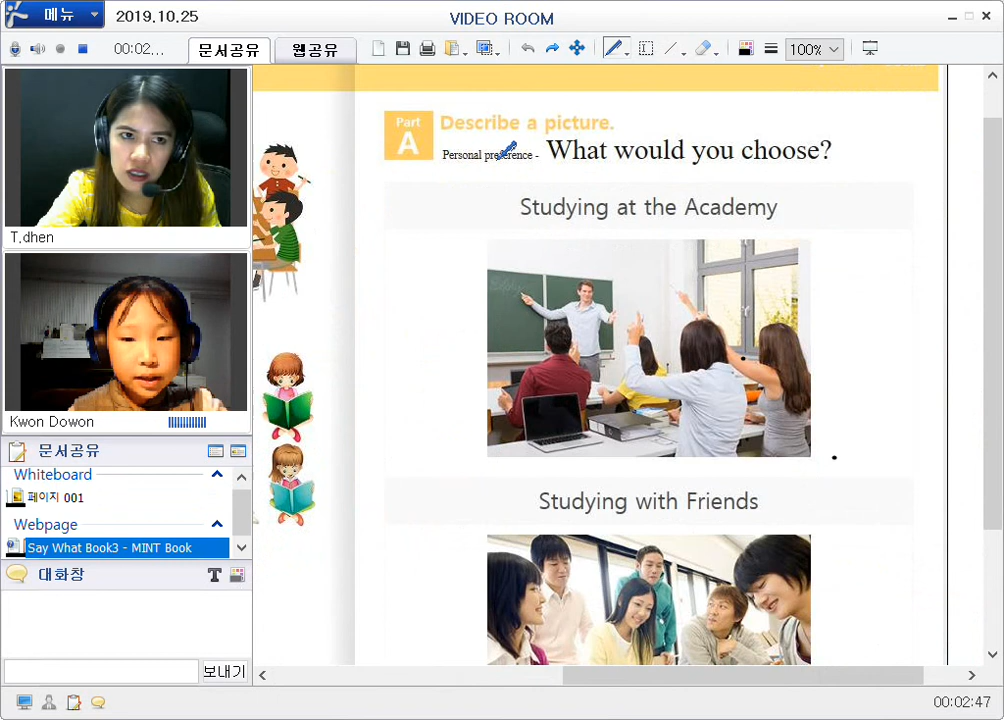 메뉴
2019.10.25
VIDEO ROOM
00:02...
문서공유
웹공유
100%
T.dhen
Kwon Dowon
문서공유
Whiteboard
페이지 001
Webpage
Say What Book3 - MINT Book
대화창
T
보내기
Part
A
Describe a picture.
Personal preference - What would you choose?
Studying at the Academy
Studying with Friends
00:02:47